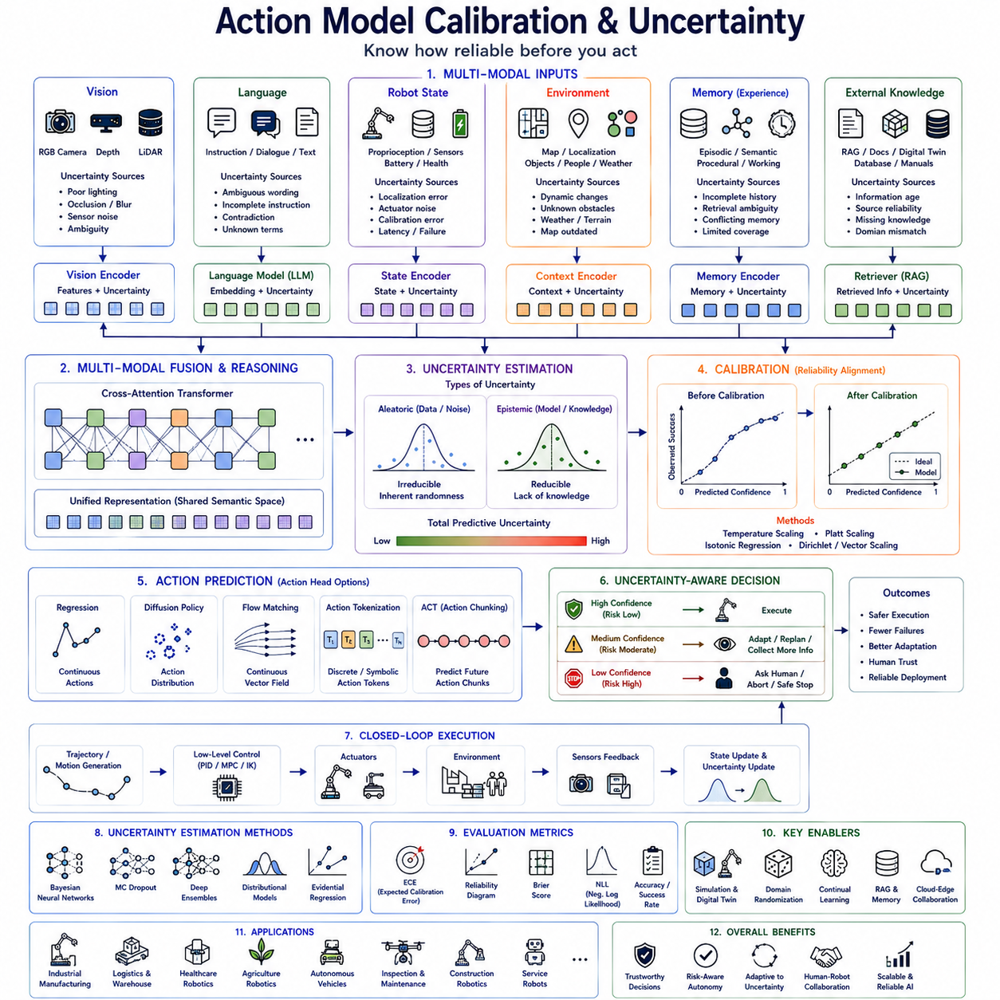 Action Model Calibration & Uncertainty
Know how reliable before you act
1. MULTI-MODAL INPUTS
Vision
RGB Camera
Depth
LiDAR
Uncertainty Sources
• Poor lighting
• Occlusion / Blur
• Sensor noise
• Ambiguity
Language
Instruction / Dialogue / Text
Uncertainty Sources
• Ambiguous wording
• Incomplete instruction
• Contradiction
• Unknown terms
Robot State
Proprioception / Sensors
Battery / Health
Uncertainty Sources
• Localization error
• Actuator noise
• Calibration error
• Latency / Failure
Environment
Map / Localization
Objects / People / Weather
Uncertainty Sources
• Dynamic changes
• Unknown obstacles
• Weather / Terrain
• Map outdated
Memory (Experience)
Episodic / Semantic
Procedural / Working
Uncertainty Sources
• Incomplete history
• Retrieval ambiguity
• Conflicting memory
• Limited coverage
External Knowledge
RAG / Docs / Digital Twin
Database / Manuals
Uncertainty Sources
• Information age
• Source reliability
• Missing knowledge
• Domian mismatch
Vision Encoder
Features + Uncertainty
Language Model (LLM)
Embedding + Uncertainty
State Encoder
State + Uncertainty
Context Encoder
Context + Uncertainty
Memory Encoder
Memory + Uncertainty
Retriever (RAG)
Retrieved Info + Uncertainty
2. MULTI-MODAL FUSION & REASONING
Cross-Attention Transformer
...
Unified Representation (Shared Semantic Space)
3. UNCERTAINTY ESTIMATION
Types of Uncertainty
Aleatoric (Data / Noise)
Irreducible
Inherent randomness
Epistemic (Model / Knowledge)
Reducible
Lack of knowledge
Total Predictive Uncertainty
Low
High
4. CALIBRATION (Reliability Alignment)
Before Calibration
0
Predicted Confidence
1
After Calibration
Ideal
Model
0
Predicted Confidence
1
Methods
Temperature Scaling • Platt Scaling
Isotonic Regression • Dirichlet / Vector Scaling
5. ACTION PREDICTION (Action Head Options)
Regression
Continuous
Actions
Diffusion Policy
Action
Distribution
Flow Matching
Continuous
Vector Field
Action Tokenization
T₁ T₂ T₃ ... Tₙ
Discrete / Symbolic
Action Tokens
ACT (Action Chunking)
Predict Future
Action Chunks
6. UNCERTAINTY-AWARE DECISION
High Confidence
(Risk Low)
Execute
Medium Confidence
(Risk Moderate)
Adapt / Replan /
Collect More Info
STOP
Low Confidence
(Risk High)
Ask Human /
Abort / Safe Stop
Outcomes
• Safer Execution
• Fewer Failures
• Better Adaptation
• Human Trust
• Reliable Deployment
7. CLOSED-LOOP EXECUTION
Trajectory /
Motion Generation
Low-Level Control
(PID / MPC / IK)
Actuators
Environment
Sensors Feedback
State Update &
Uncertainty Update
8. UNCERTAINTY ESTIMATION METHODS
Bayesian
Neural Networks
MC Dropout
Deep
Ensembles
Distributional
Models
Evidential
Regression
9. EVALUATION METRICS
ECE
(Expected Calibration
Error)
Reliability
Diagram
Brier
Score
NLL
(Neg. Log
Likelihood)
Accuracy /
Success
Rate
10. KEY ENABLERS
Simulation &
Digital Twin
Domain
Randomization
Continual
Learning
RAG &
Memory
Cloud-Edge
Collaboration
11. APPLICATIONS
Industrial
Manufacturing
Logistics &
Warehouse
Healthcare
Robotics
Agriculture
Robotics
Autonomous
Vehicles
Inspection &
Maintenance
Construction
Robotics
Service
Robots
...
12. OVERALL BENEFITS
Trustworthy
Decisions
Risk-Aware
Autonomy
Adaptive to
Uncertainty
Human-Robot
Collaboration
Scalable &
Reliable AI